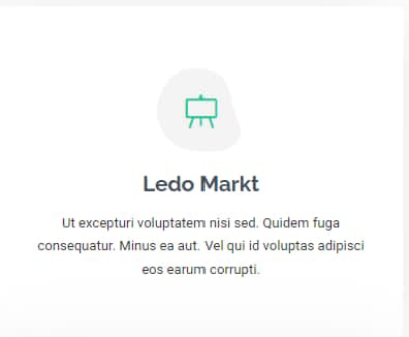 Ledo Markt
Ut excepturi voluptatem nisi sed. Quidem fuga
consequatur. Minus ea aut. Vel qui id voluptas adipisci
eos earum corrupti.